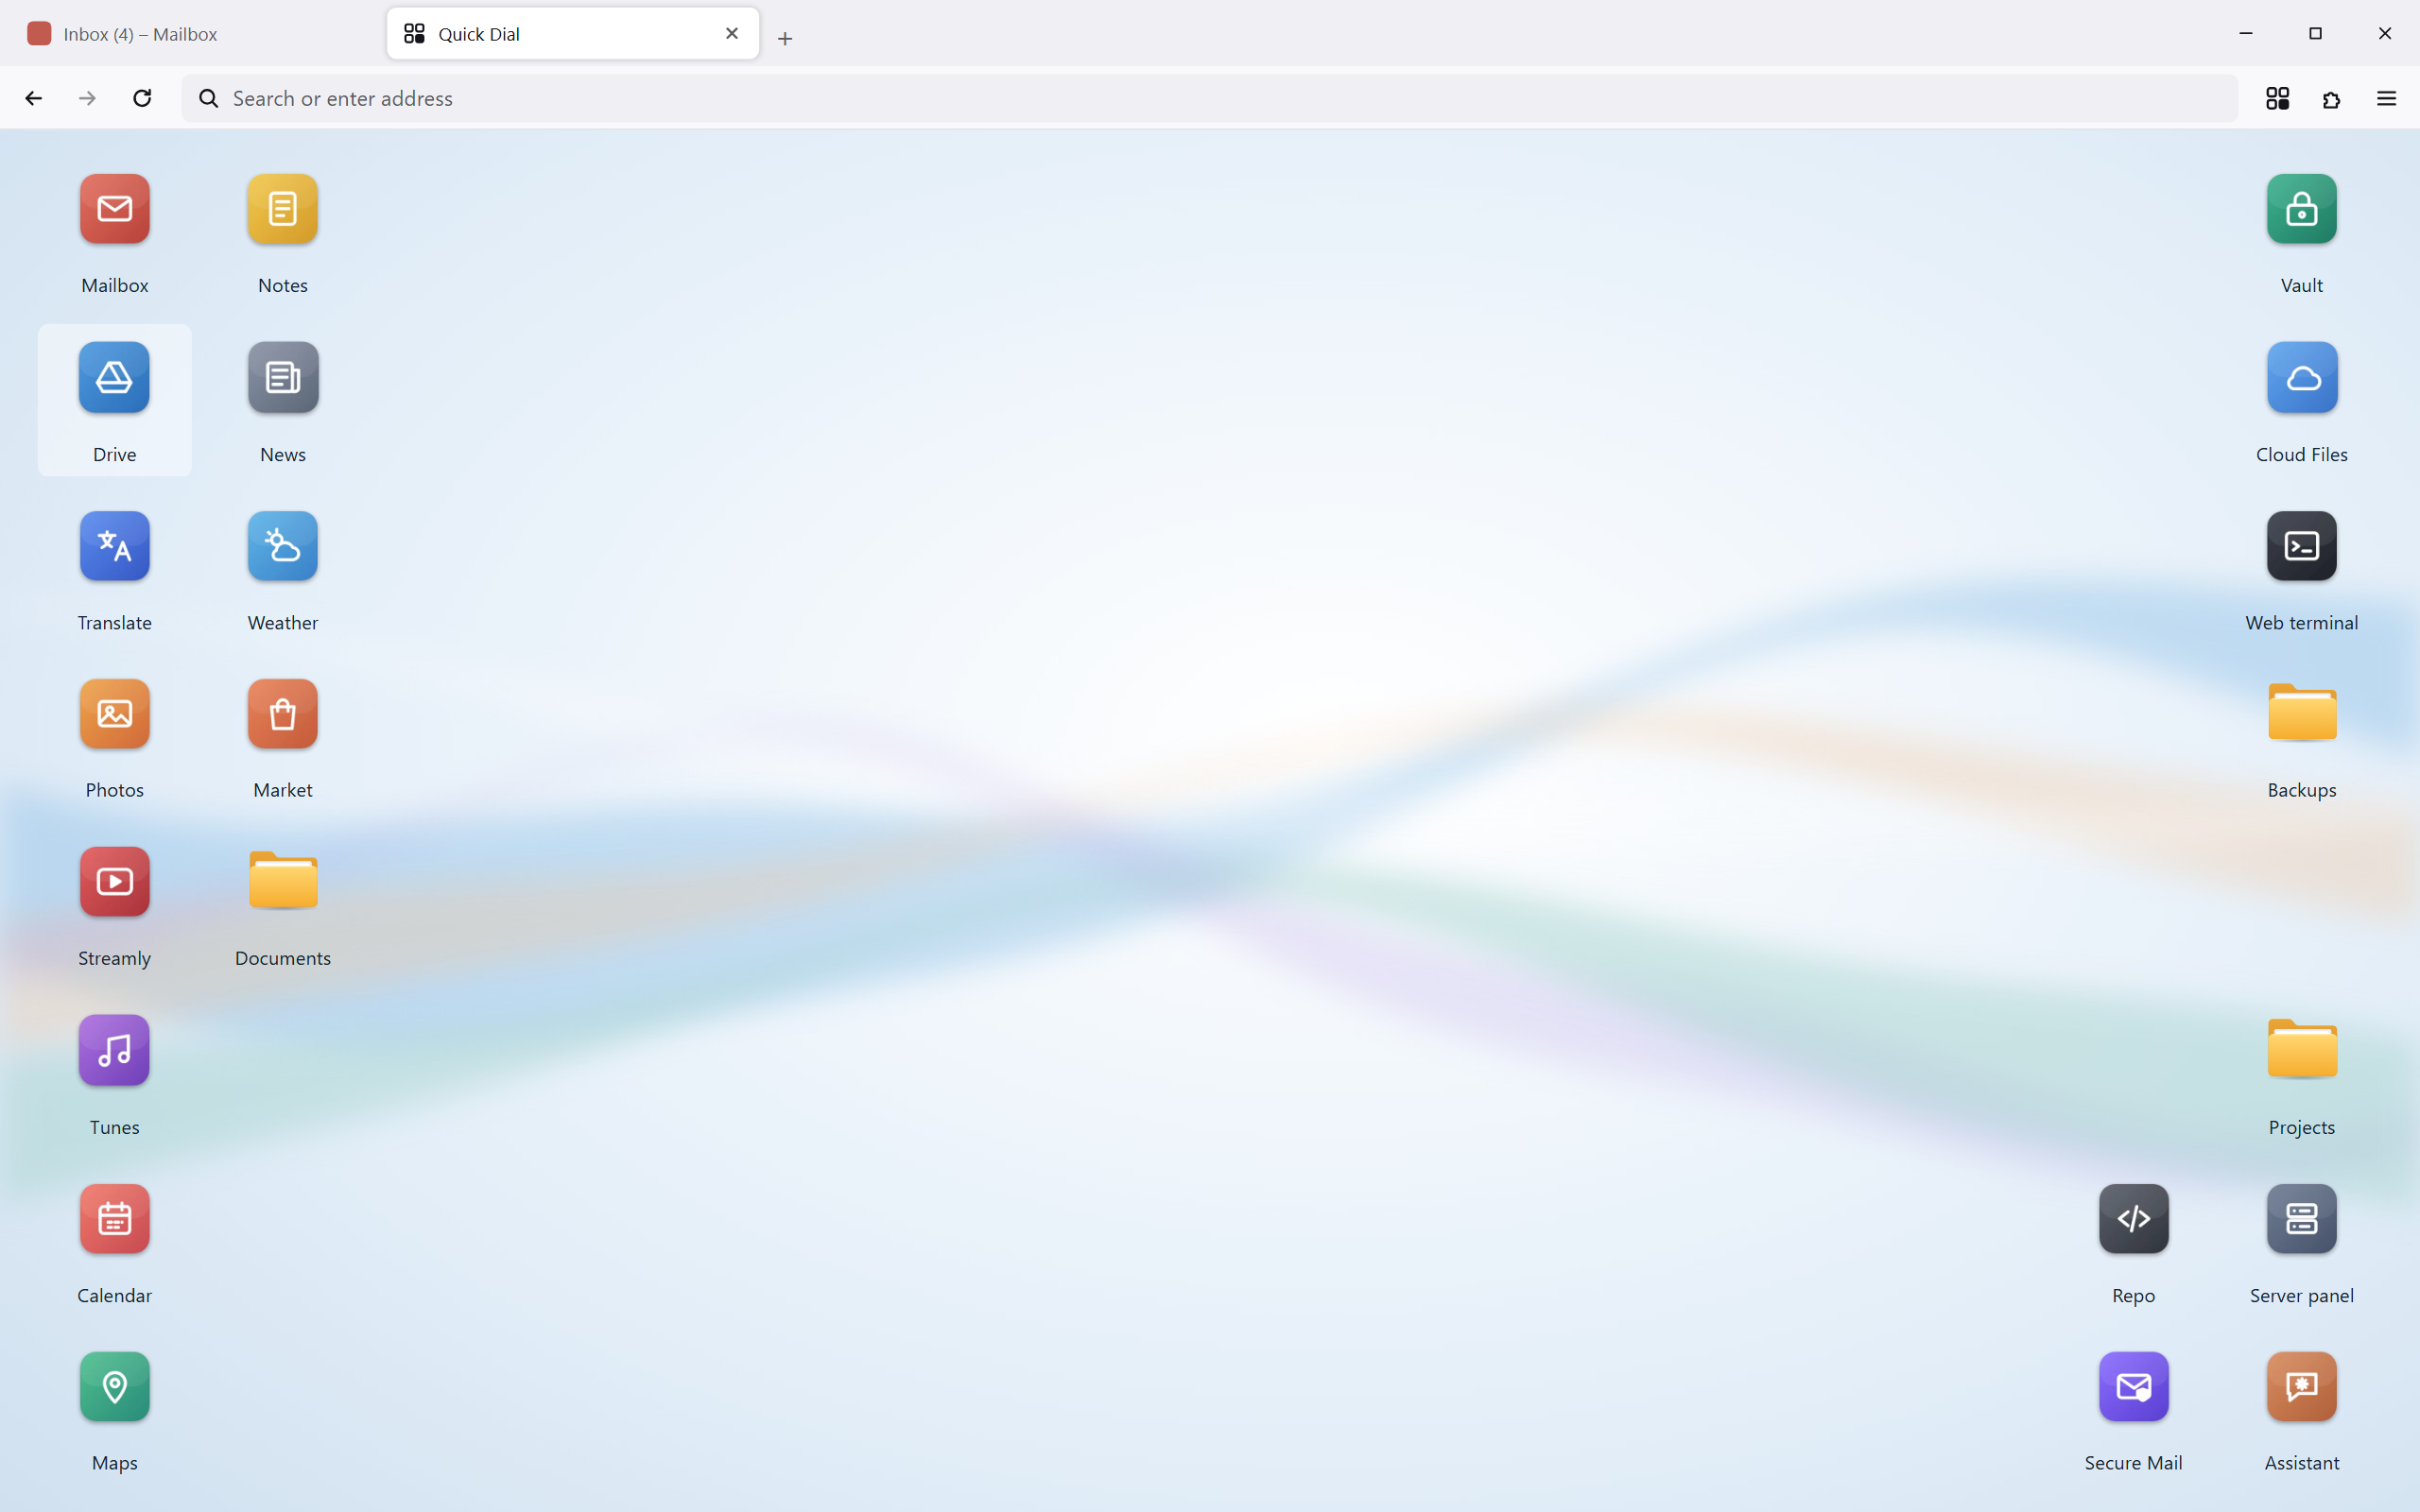 Inbox (4) – Mailbox
Quick Dial
Search or enter address
Mailbox
Notes
Vault
Drive
News
Cloud Files
Translate
Weather
Web terminal
Photos
Market
Backups
Streamly
Documents
Tunes
Projects
Calendar
Repo
Server panel
Maps
Secure Mail
Assistant